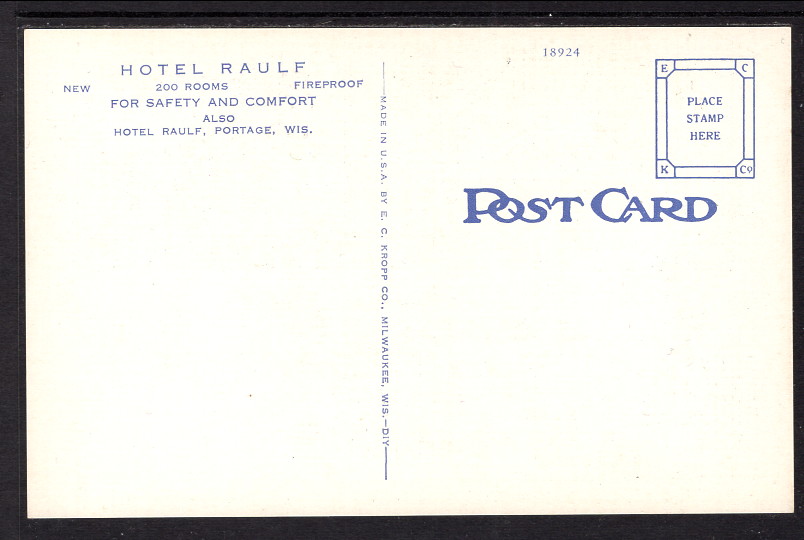 HOTEL RAULF
NEW 200 ROOMS FIREPROOF
FOR SAFETY AND COMFORT
ALSO
HOTEL RAULF, PORTAGE, WIS.
MADE IN U.S.A. BY E. C. KROPP CO., MILWAUKEE, WIS.—DIY
18924
E C
PLACE
STAMP
HERE
K Co
POST CARD